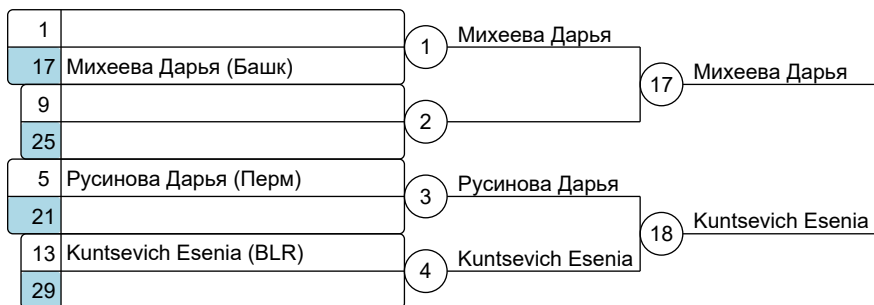 1
17 Михеева Дарья (Башк)
1 Михеева Дарья
9
25
2
17 Михеева Дарья
5 Русинова Дарья (Перм)
21
3 Русинова Дарья
13 Kuntsevich Esenia (BLR)
29
4 Kuntsevich Esenia
18 Kuntsevich Esenia